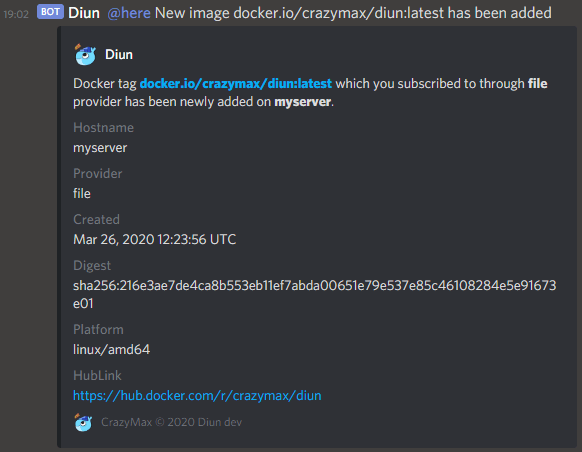 19:02 BOT Diun @here New image docker.io/crazymax/diun:latest has been added
Diun
Docker tag docker.io/crazymax/diun:latest which you subscribed to through file
provider has been newly added on myserver.
Hostname
myserver
Provider
file
Created
Mar 26, 2020 12:23:56 UTC
Digest
sha256:216e3ae7de4ca8b553eb11ef7abda00651e79e537e85c46108284e5e91673
e01
Platform
linux/amd64
HubLink
https://hub.docker.com/r/crazymax/diun
CrazyMax © 2020 Diun dev